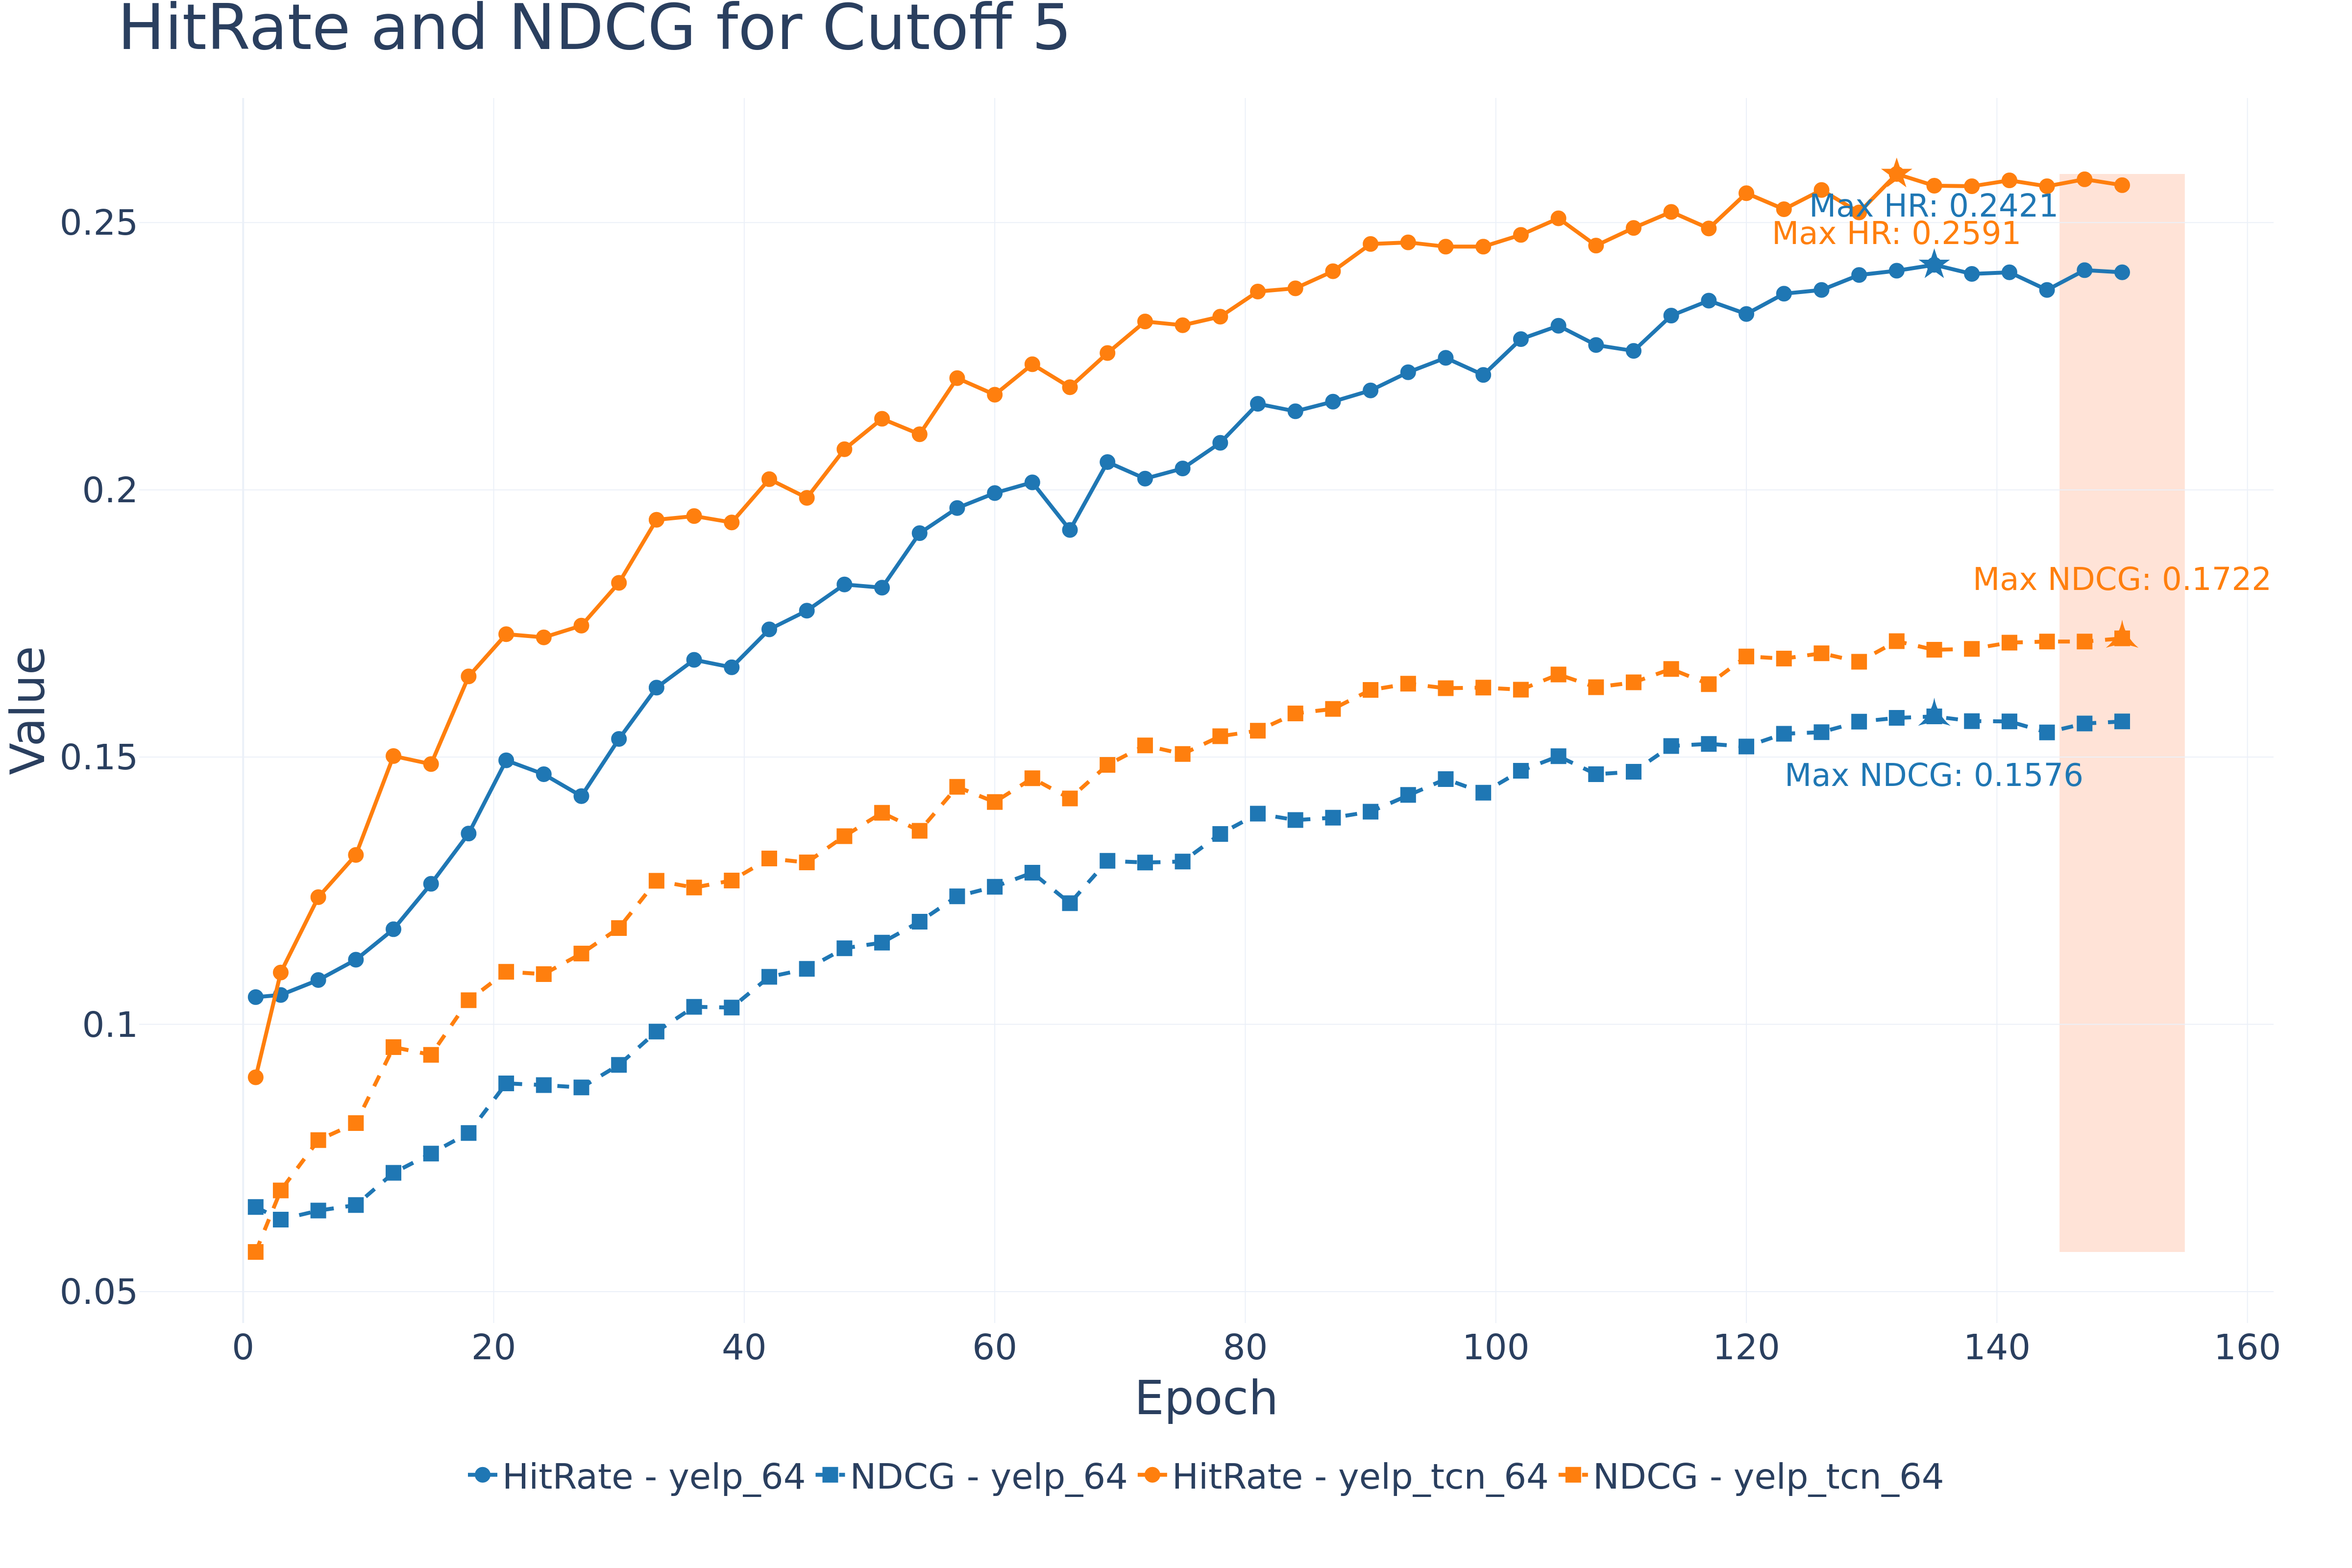 HitRate and NDCG for Cutoff 5
Value
0.25
0.2
0.15
0.1
0.05
Max HR: 0.2421
Max HR: 0.2591
Max NDCG: 0.1722
Max NDCG: 0.1576
0 20 40 60 80 100 120 140 160
Epoch
HitRate - yelp_64 NDCG - yelp_64 HitRate - yelp_tcn_64 NDCG - yelp_tcn_64